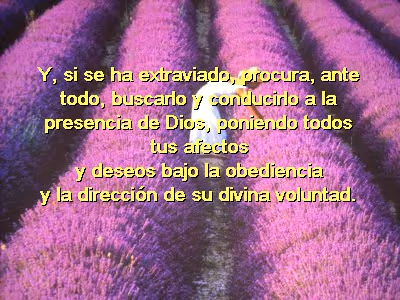 Y, si se ha extraviado, procura, ante
todo, buscarlo y conducirlo a la
presencia de Dios, poniendo todos
tus afectos
y deseos bajo la obediencia
y la dirección de su divina voluntad.